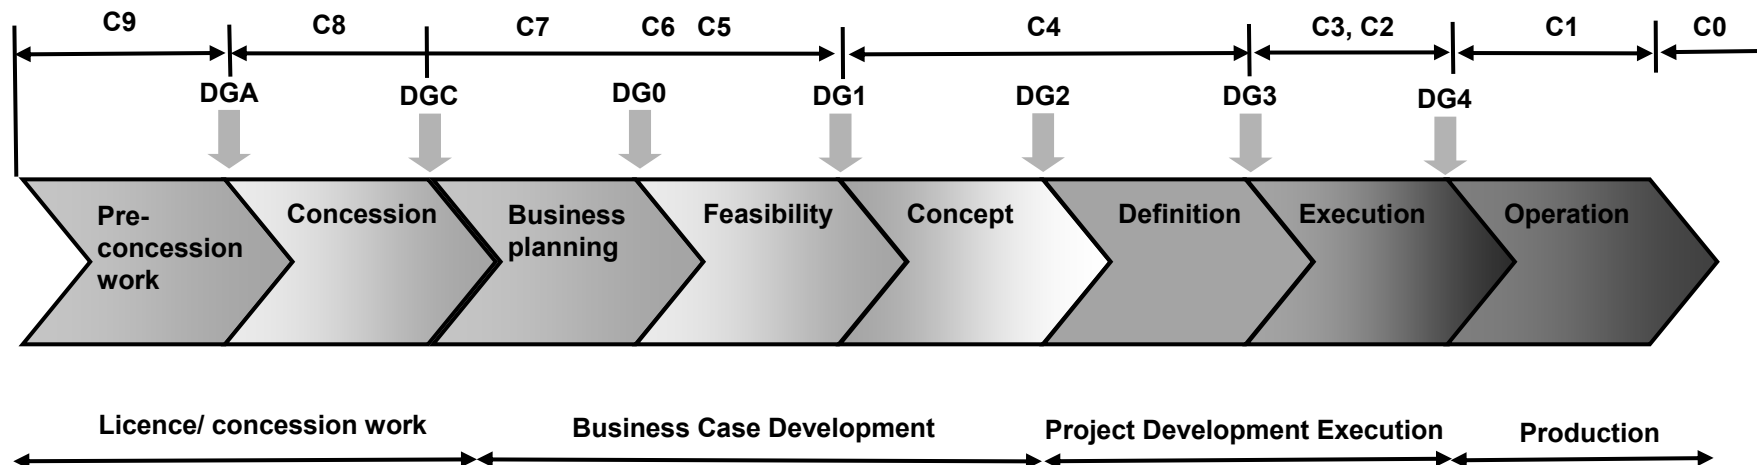 C9 C8 C7 C6 C5 C4 C3, C2 C1 C0
DGA DGC DG0 DG1 DG2 DG3 DG4
Pre-
concession
work
Concession
Business
planning
Feasibility
Concept
Definition
Execution
Operation
Licence/ concession work
Business Case Development
Project Development Execution
Production